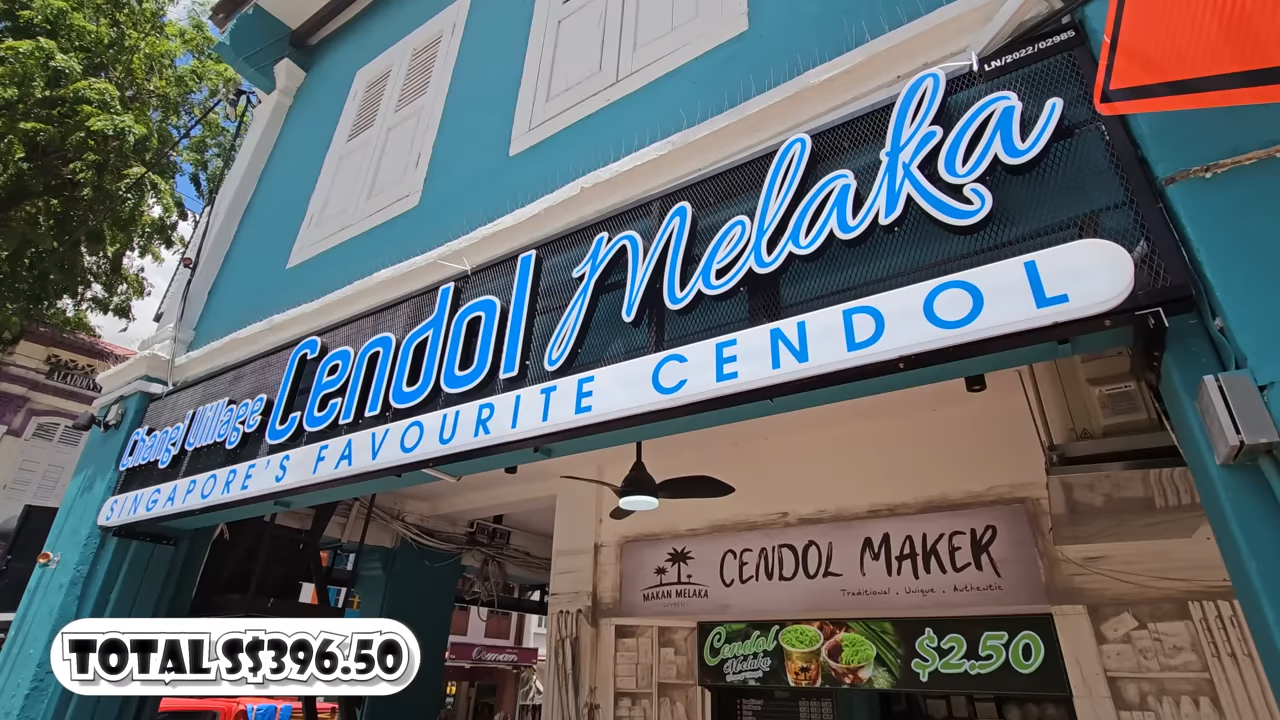 LN/2022/02985
Changi Village Cendol Melaka
SINGAPORE'S FAVOURITE CENDOL
ALADDIN
CENDOL MAKER
MAKAN MELAKA
Traditional . Unique . Authentic
Cendol
Melaka
$2.50
TOTAL S$396.50